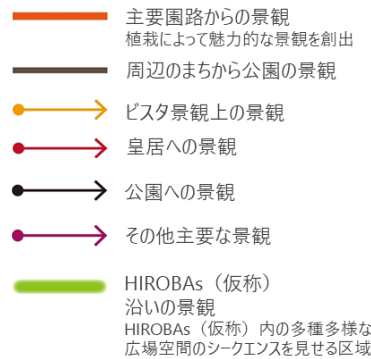 主要園路からの景観
植栽によって魅力的な景観を創出
周辺のまちから公園の景観
ビスタ景観上の景観
皇居への景観
公園への景観
その他主要な景観
HIROBAs（仮称）
沿いの景観
HIROBAs（仮称）内の多種多様な
広場空間のシークエンスを見せる区域